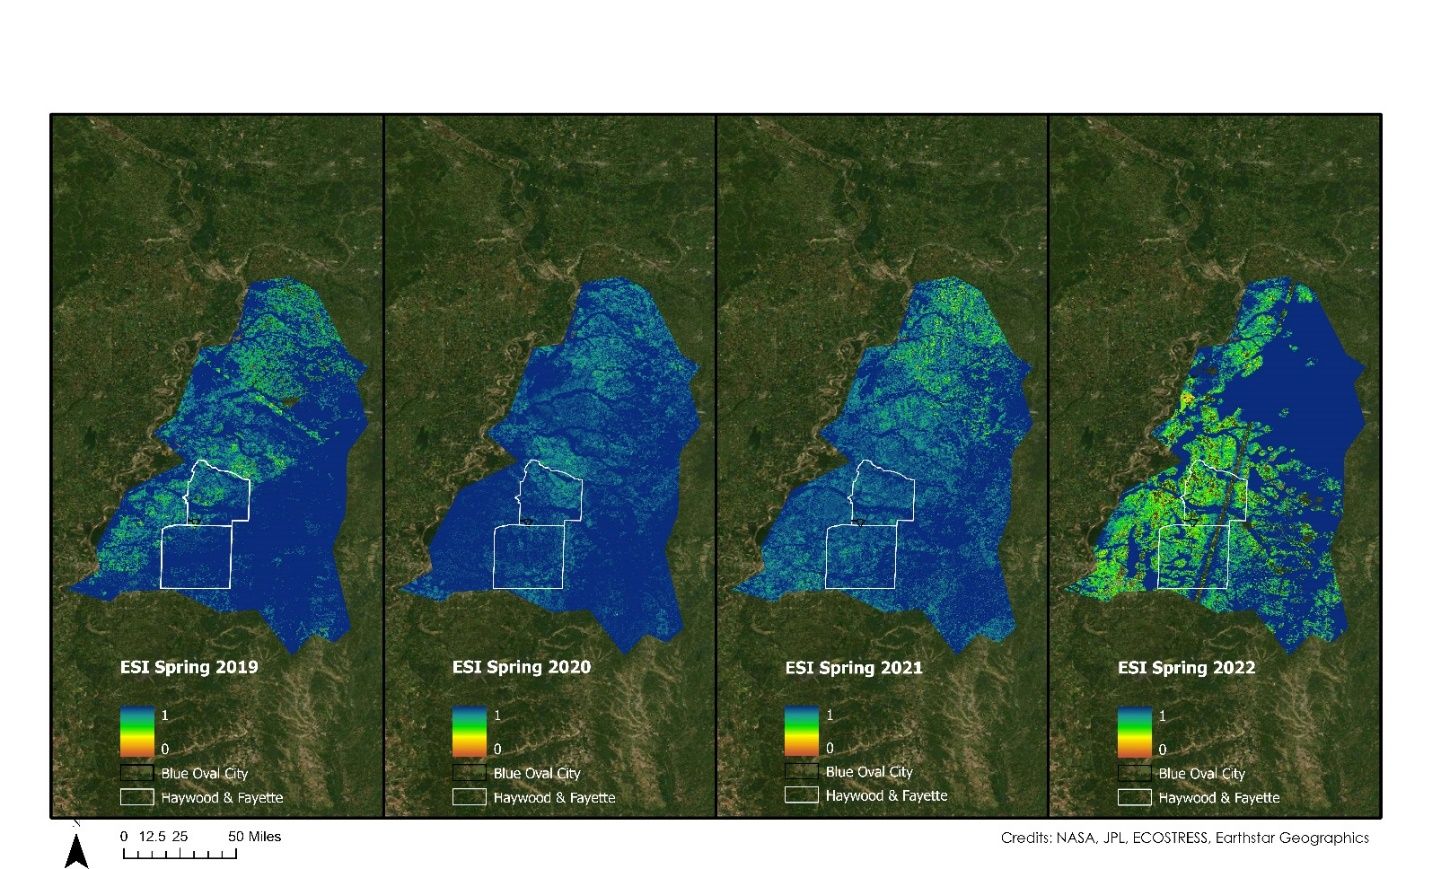 ESI Spring 2019
1
0
Blue Oval City
Haywood & Fayette
ESI Spring 2020
1
0
Blue Oval City
Haywood & Fayette
ESI Spring 2021
1
0
Blue Oval City
Haywood & Fayette
ESI Spring 2022
1
0
Blue Oval City
Haywood & Fayette
N
0 12.5 25 50 Miles
Credits: NASA, JPL, ECOSTRESS, Earthstar Geographics